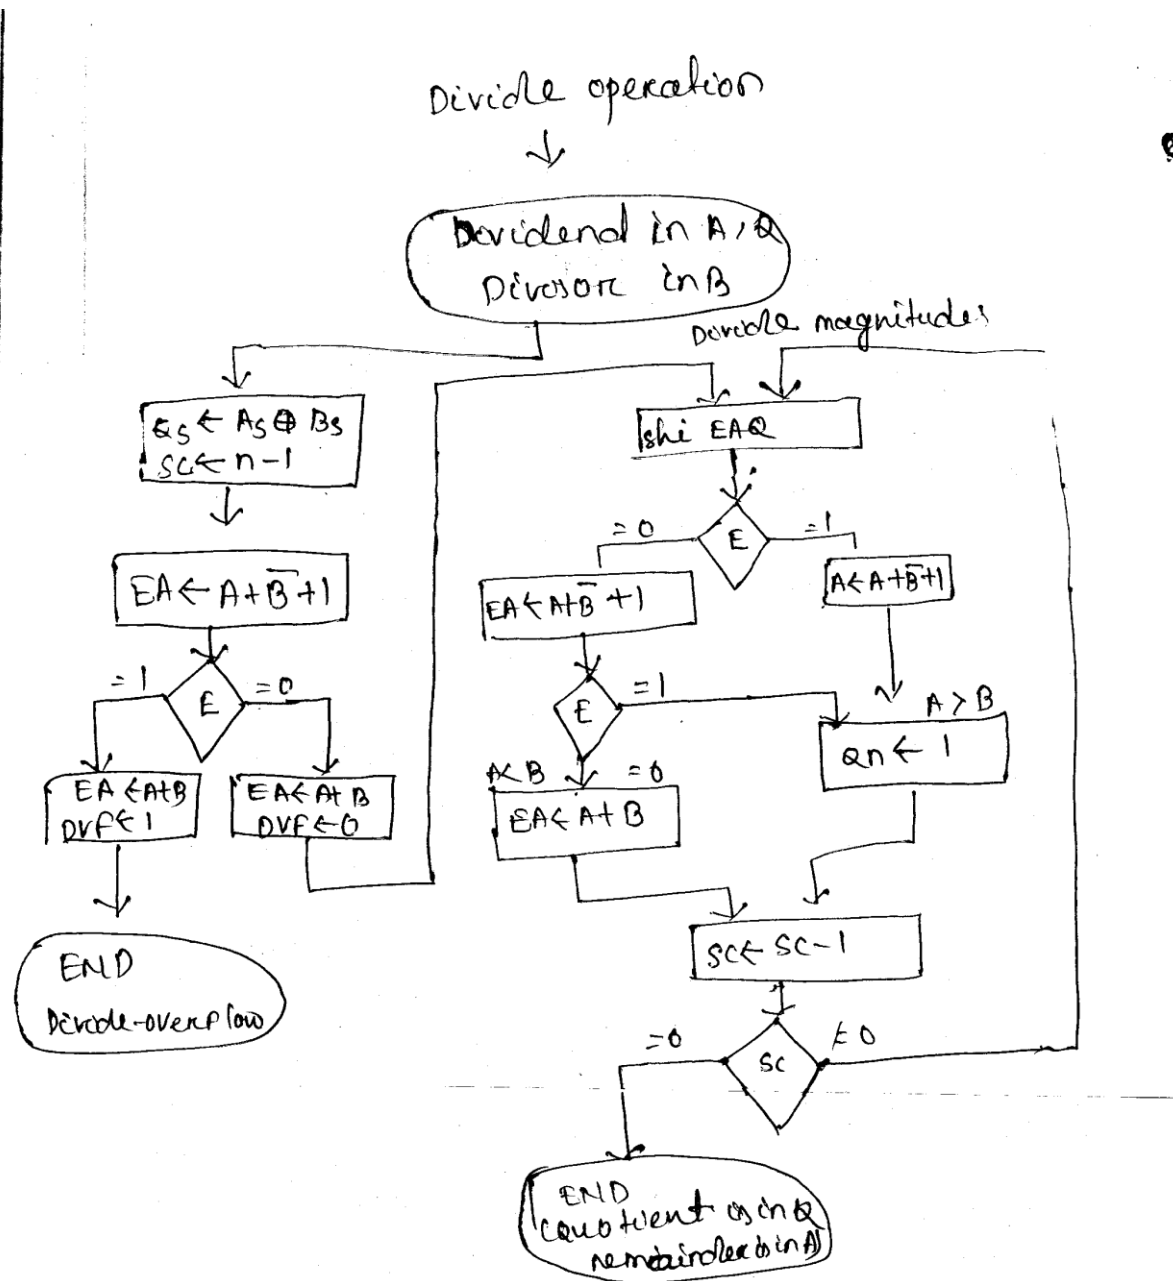 Divide operation
Devidend in A, Q
Divisor in B
Divide magnitudes
Qs ← As ⊕ Bs
SC ← n-1
shl EAQ
E
=0
=1
EA ← A+B̅+1
EA ← A+B̅+1
A ← A+B̅+1
=1
E
=0
E
=1
A > B
Qn ← 1
EA ← A+B
DVF ← 1
EA ← A+B
DVF ← 0
A<B
=0
EA ← A+B
SC ← SC-1
END
Divide-overflow
=0
SC
≠0
END
Quotient is in Q
remainder is in A